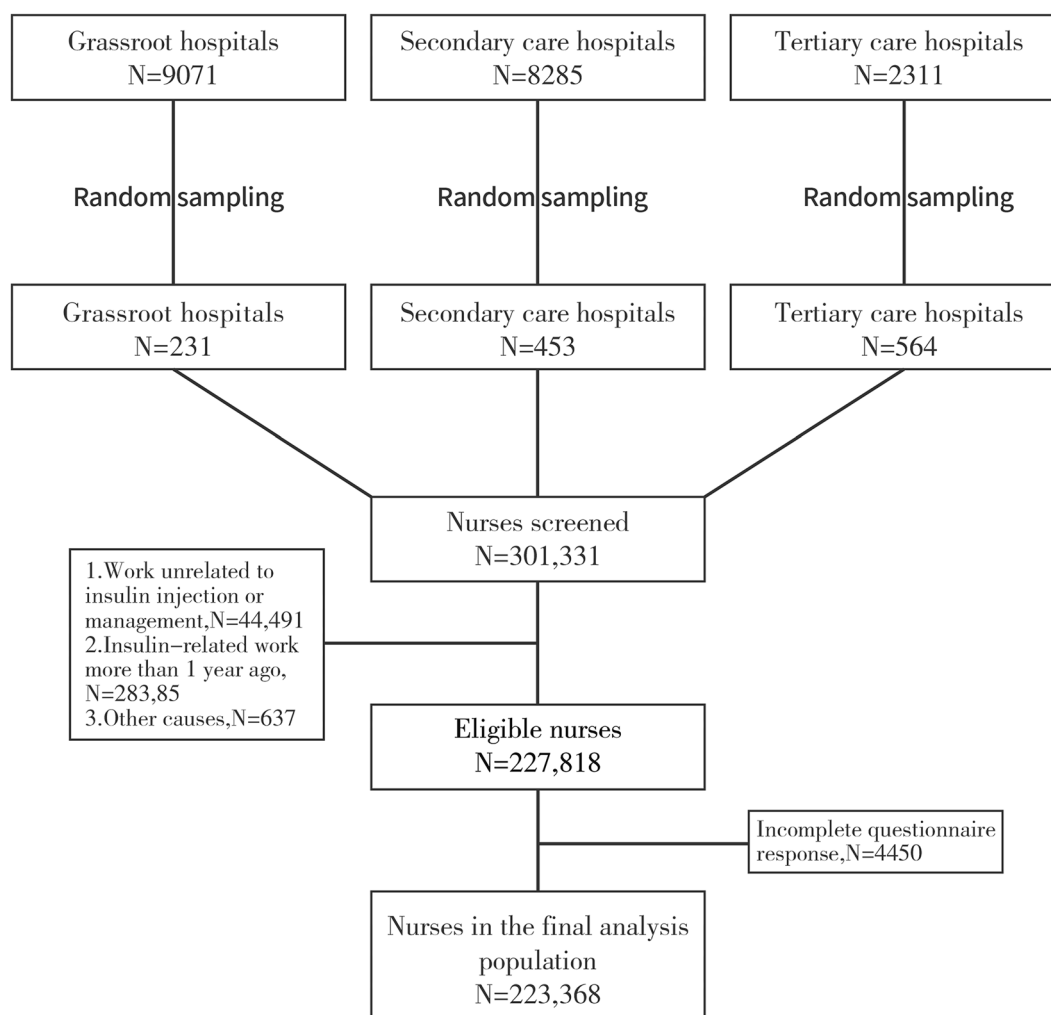 Grassroot hospitals
N=9071
Secondary care hospitals
N=8285
Tertiary care hospitals
N=2311
Random sampling
Random sampling
Random sampling
Grassroot hospitals
N=231
Secondary care hospitals
N=453
Tertiary care hospitals
N=564
Nurses screened
N=301,331
1.Work unrelated to
insulin injection or
management,N=44,491
2.Insulin–related work
more than 1 year ago,
N=283,85
3.Other causes,N=637
Eligible nurses
N=227,818
Incomplete questionnaire
response,N=4450
Nurses in the final analysis
population
N=223,368